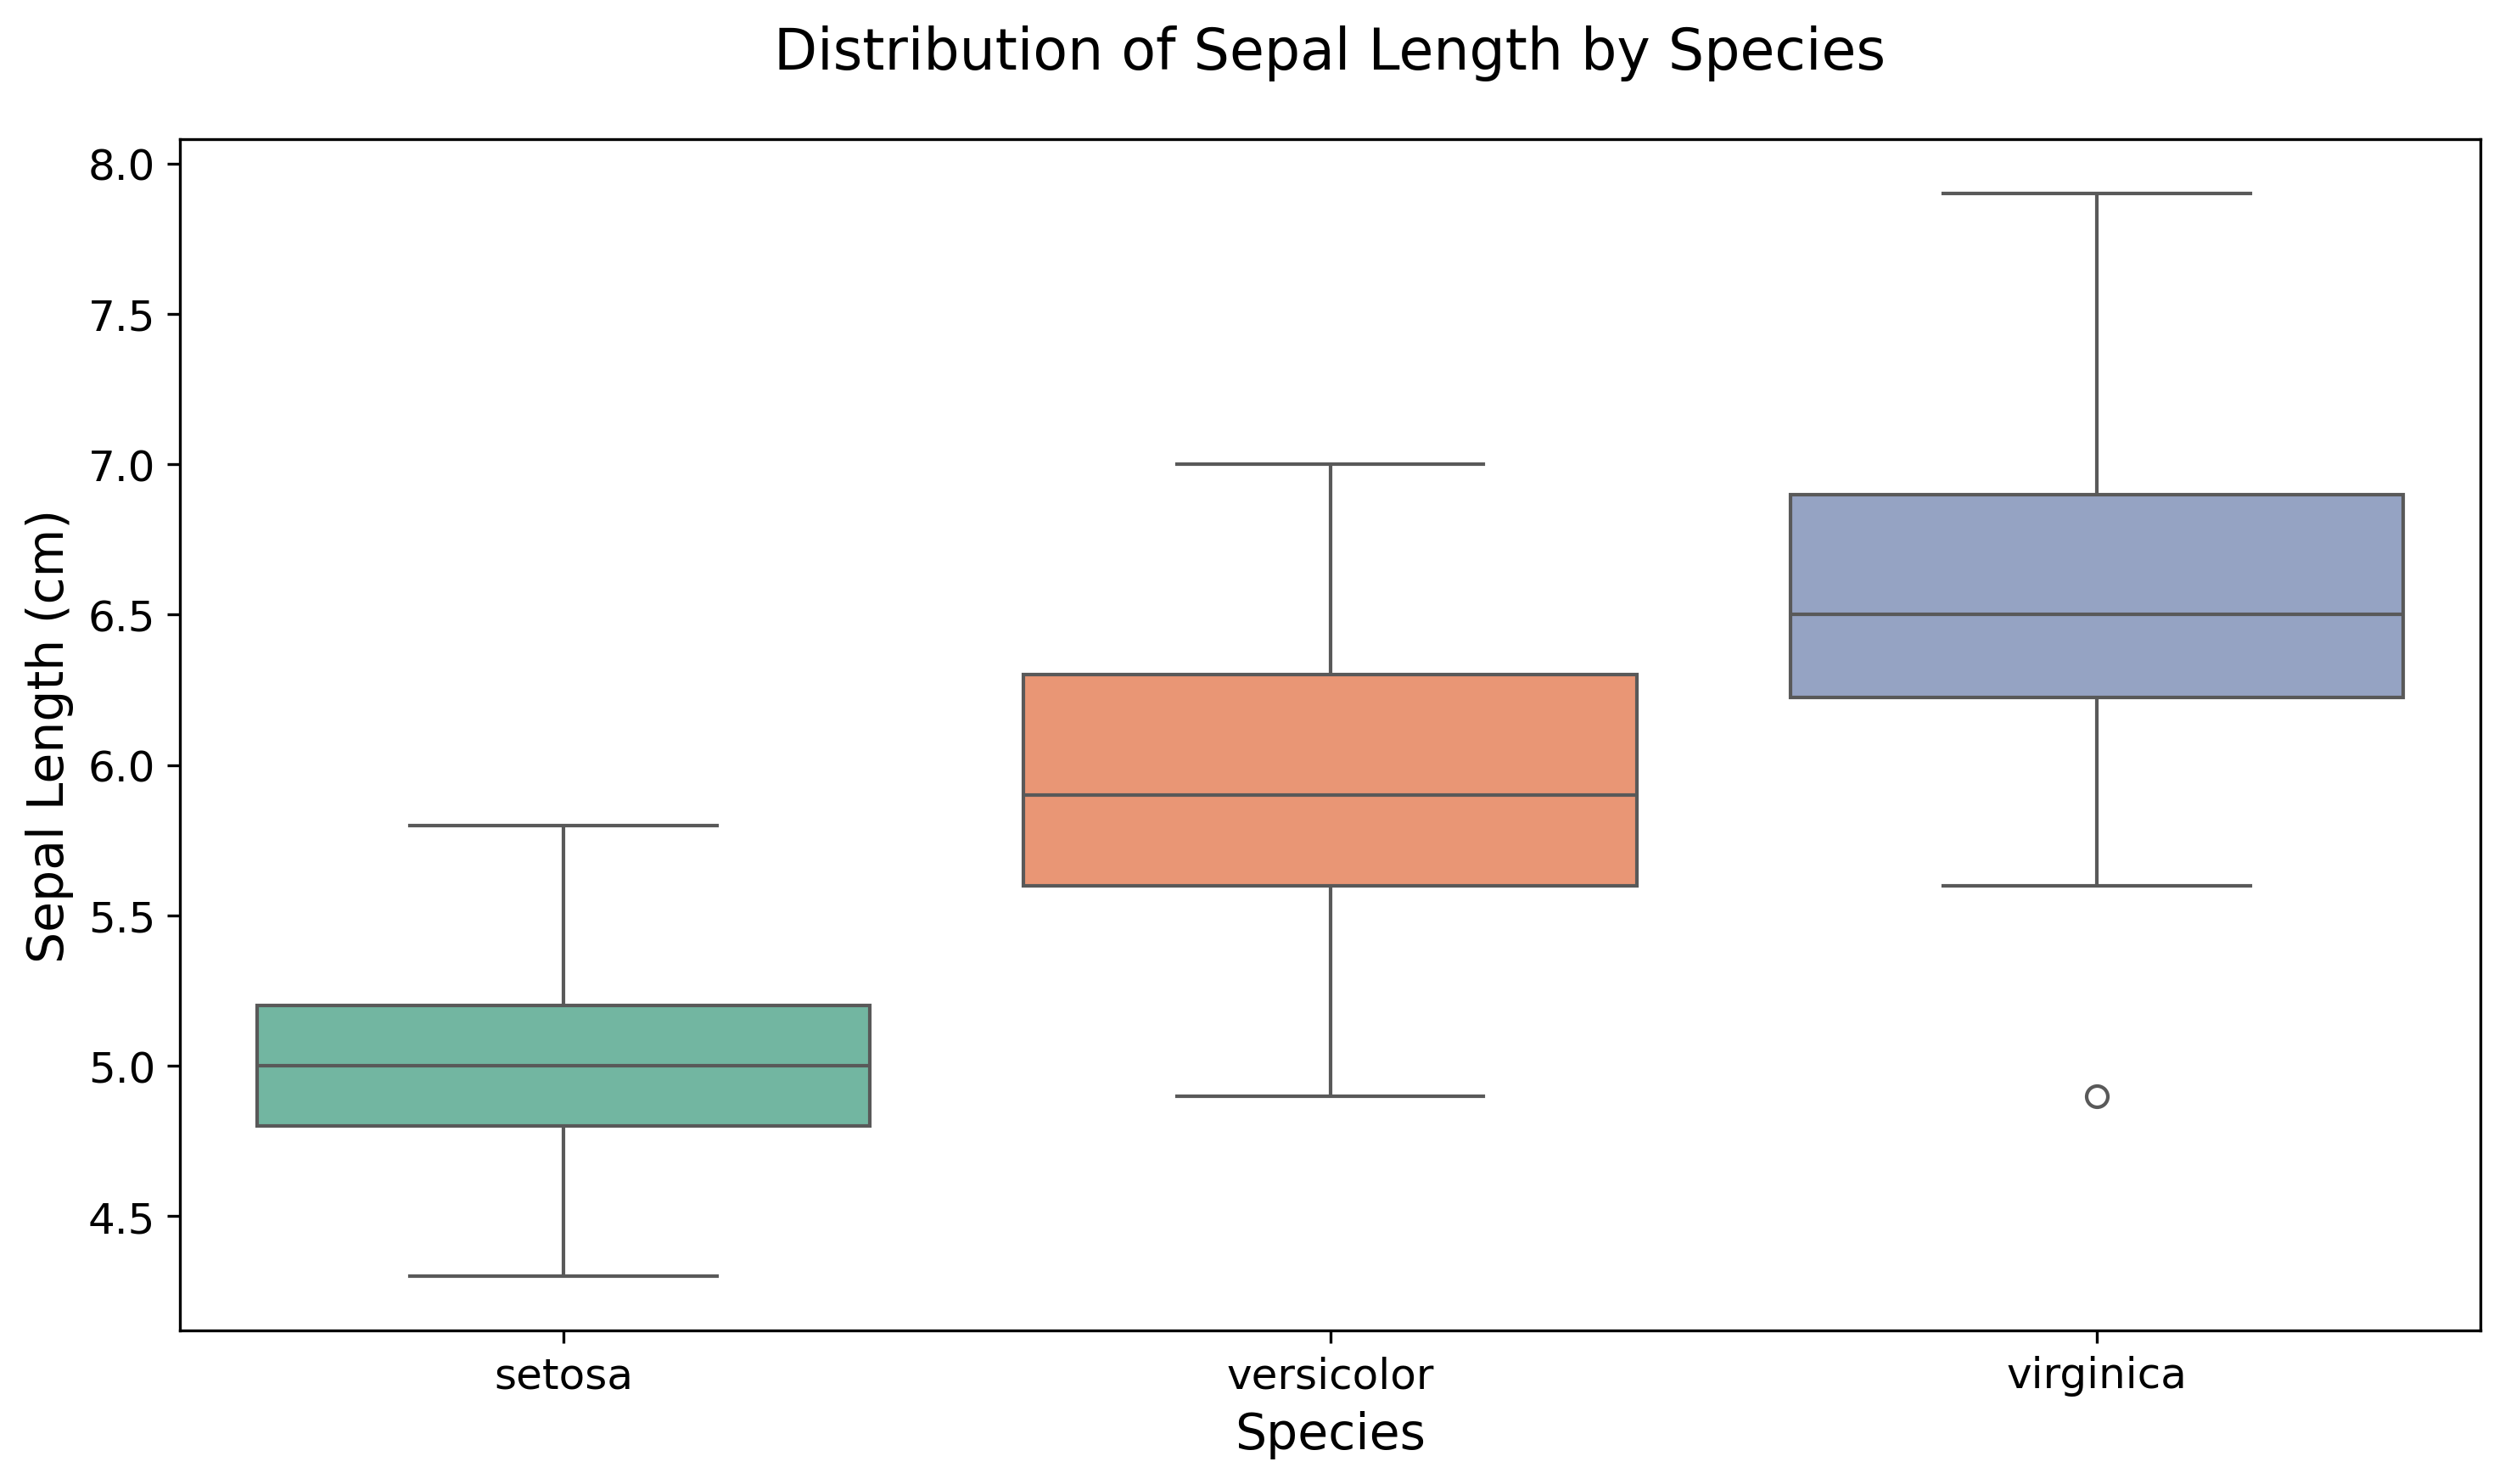 Distribution of Sepal Length by Species
8.0
7.5
7.0
6.5
6.0
5.5
5.0
4.5
Sepal Length (cm)
setosa versicolor virginica
Species